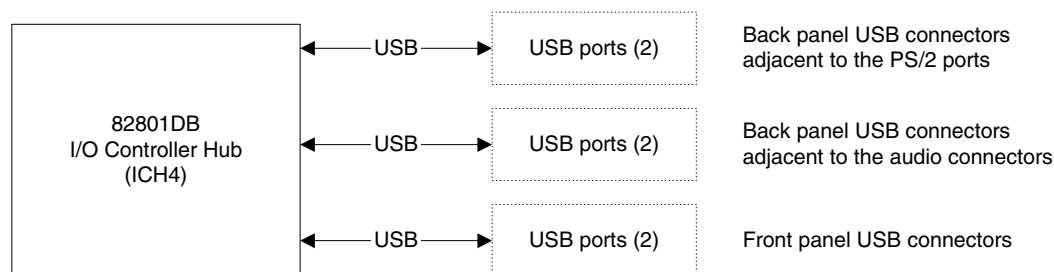 82801DB
I/O Controller Hub
(ICH4)
USB
USB ports (2)
Back panel USB connectors
adjacent to the PS/2 ports
USB
USB ports (2)
Back panel USB connectors
adjacent to the audio connectors
USB
USB ports (2)
Front panel USB connectors